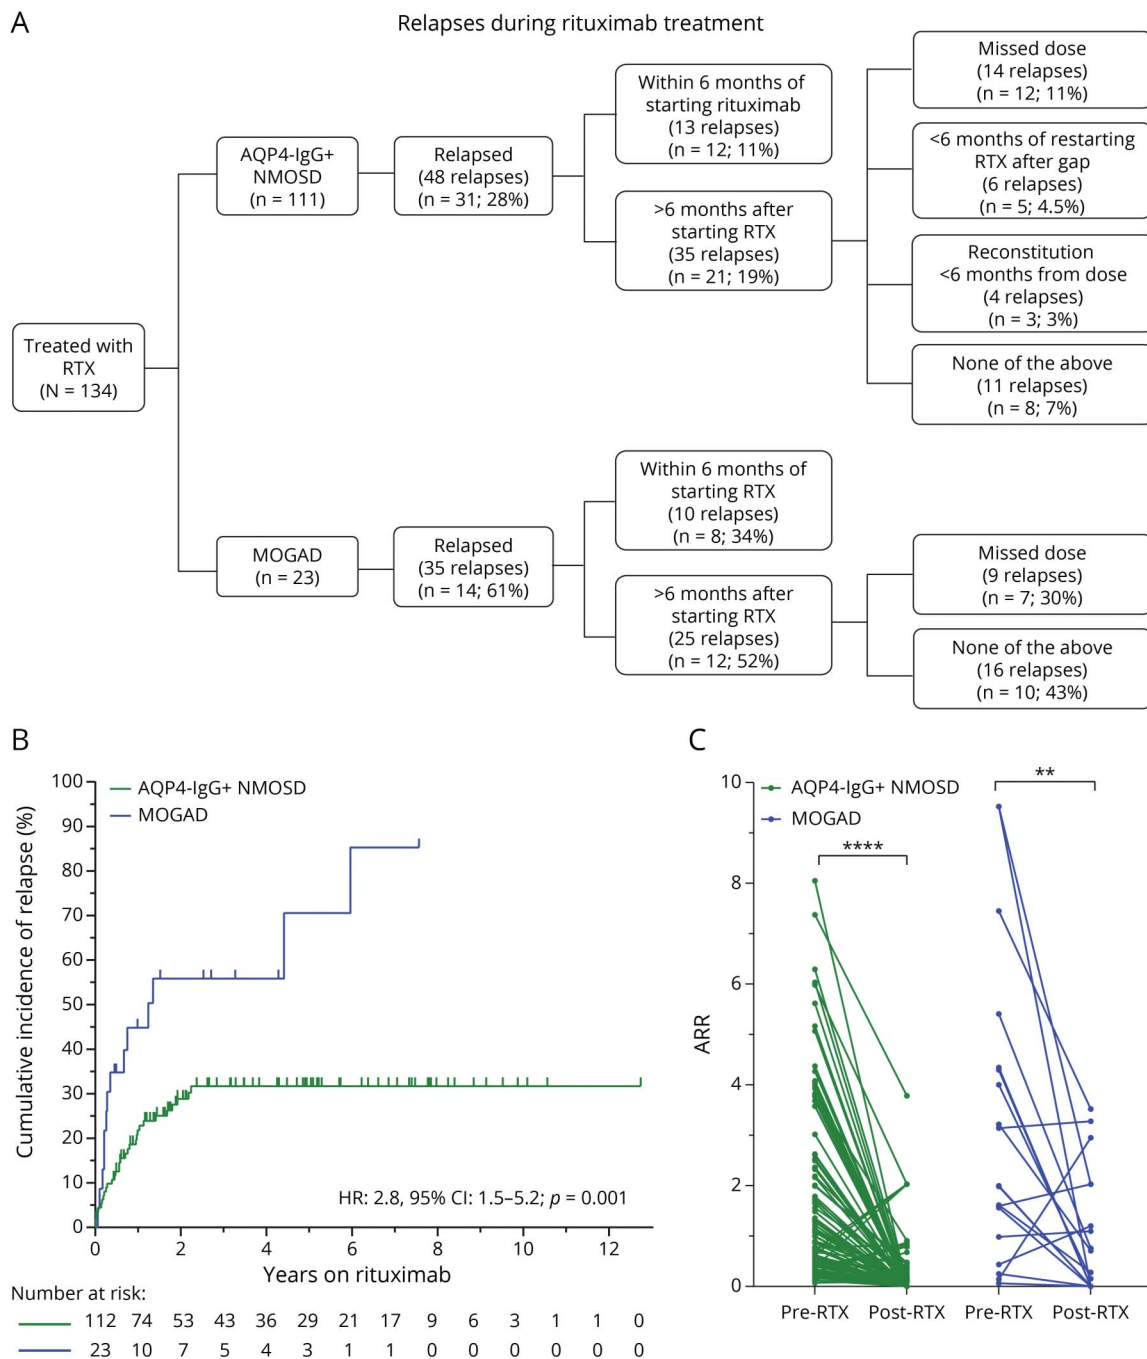 A
Relapses during rituximab treatment
Treated with
RTX
(N = 134)
AQP4-IgG+
NMOSD
(n = 111)
Relapsed
(48 relapses)
(n = 31; 28%)
Within 6 months of
starting rituximab
(13 relapses)
(n = 12; 11%)
>6 months after
starting RTX
(35 relapses)
(n = 21; 19%)
Missed dose
(14 relapses)
(n = 12; 11%)
<6 months of restarting
RTX after gap
(6 relapses)
(n = 5; 4.5%)
Reconstitution
<6 months from dose
(4 relapses)
(n = 3; 3%)
None of the above
(11 relapses)
(n = 8; 7%)
MOGAD
(n = 23)
Relapsed
(35 relapses)
(n = 14; 61%)
Within 6 months of
starting RTX
(10 relapses)
(n = 8; 34%)
>6 months after
starting RTX
(25 relapses)
(n = 12; 52%)
Missed dose
(9 relapses)
(n = 7; 30%)
None of the above
(16 relapses)
(n = 10; 43%)
B
Cumulative incidence of relapse (%)
100
90
80
70
60
50
40
30
20
10
0
AQP4-IgG+ NMOSD
MOGAD
HR: 2.8, 95% CI: 1.5–5.2; p = 0.001
0 2 4 6 8 10 12
Years on rituximab
Number at risk:
112 74 53 43 36 29 21 17 9 6 3 1 1 0
23 10 7 5 4 3 1 1 0 0 0 0 0 0
C
ARR
10
8
6
4
2
0
AQP4-IgG+ NMOSD
MOGAD
****
**
Pre-RTX Post-RTX Pre-RTX Post-RTX